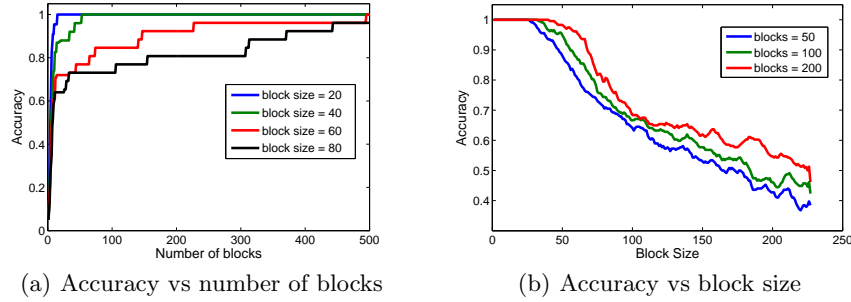 1
0.8
0.6
0.4
0.2
0
Accuracy
0 100 200 300 400 500
Number of blocks
block size = 20
block size = 40
block size = 60
block size = 80
(a) Accuracy vs number of blocks
1
0.9
0.8
0.7
0.6
0.5
0.4
Accuracy
0 50 100 150 200 250
Block Size
blocks = 50
blocks = 100
blocks = 200
(b) Accuracy vs block size